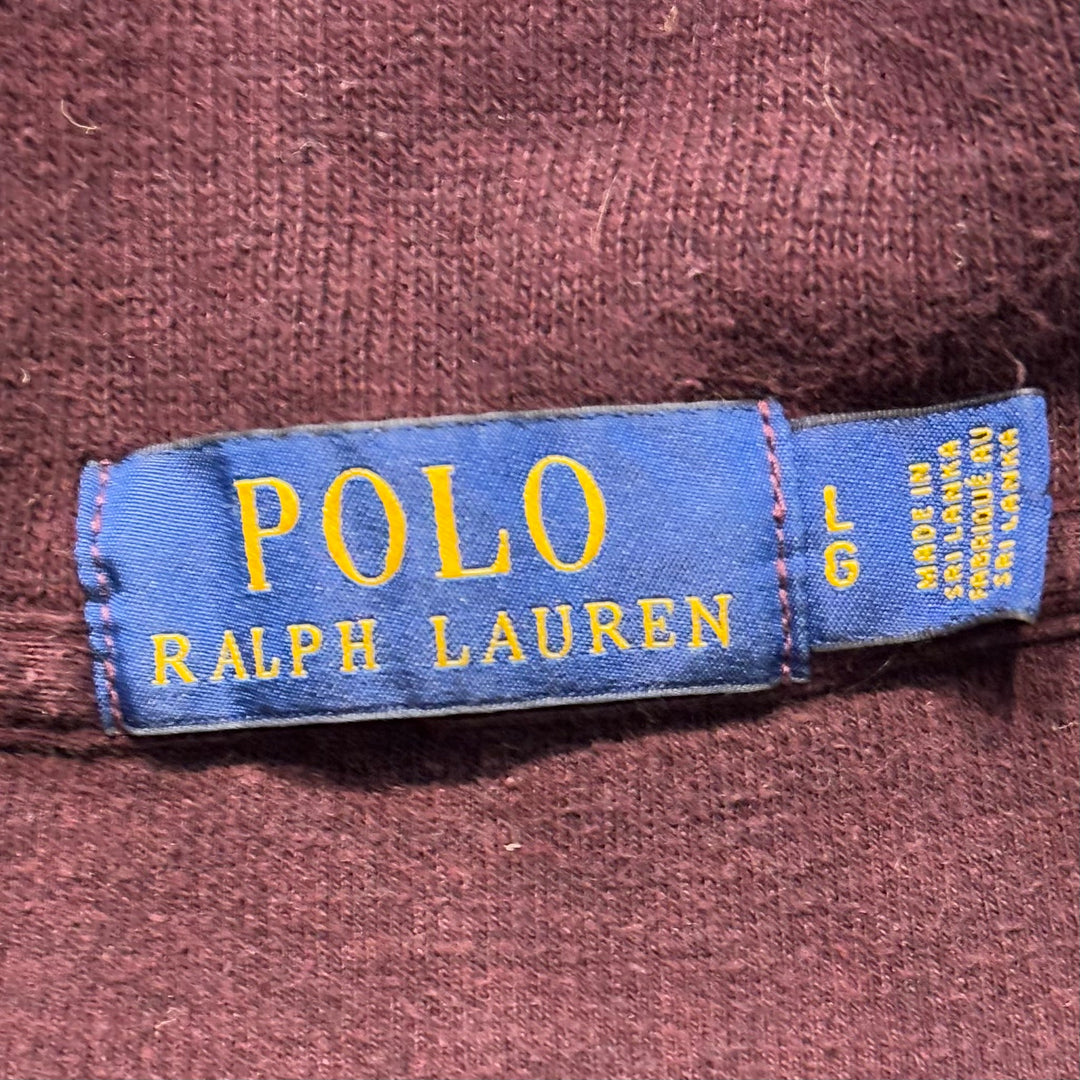 POLO
RALPH LAUREN
L
G
MADE IN
SRI LANKA
FABRIQUÉ AU
SRI LANKA